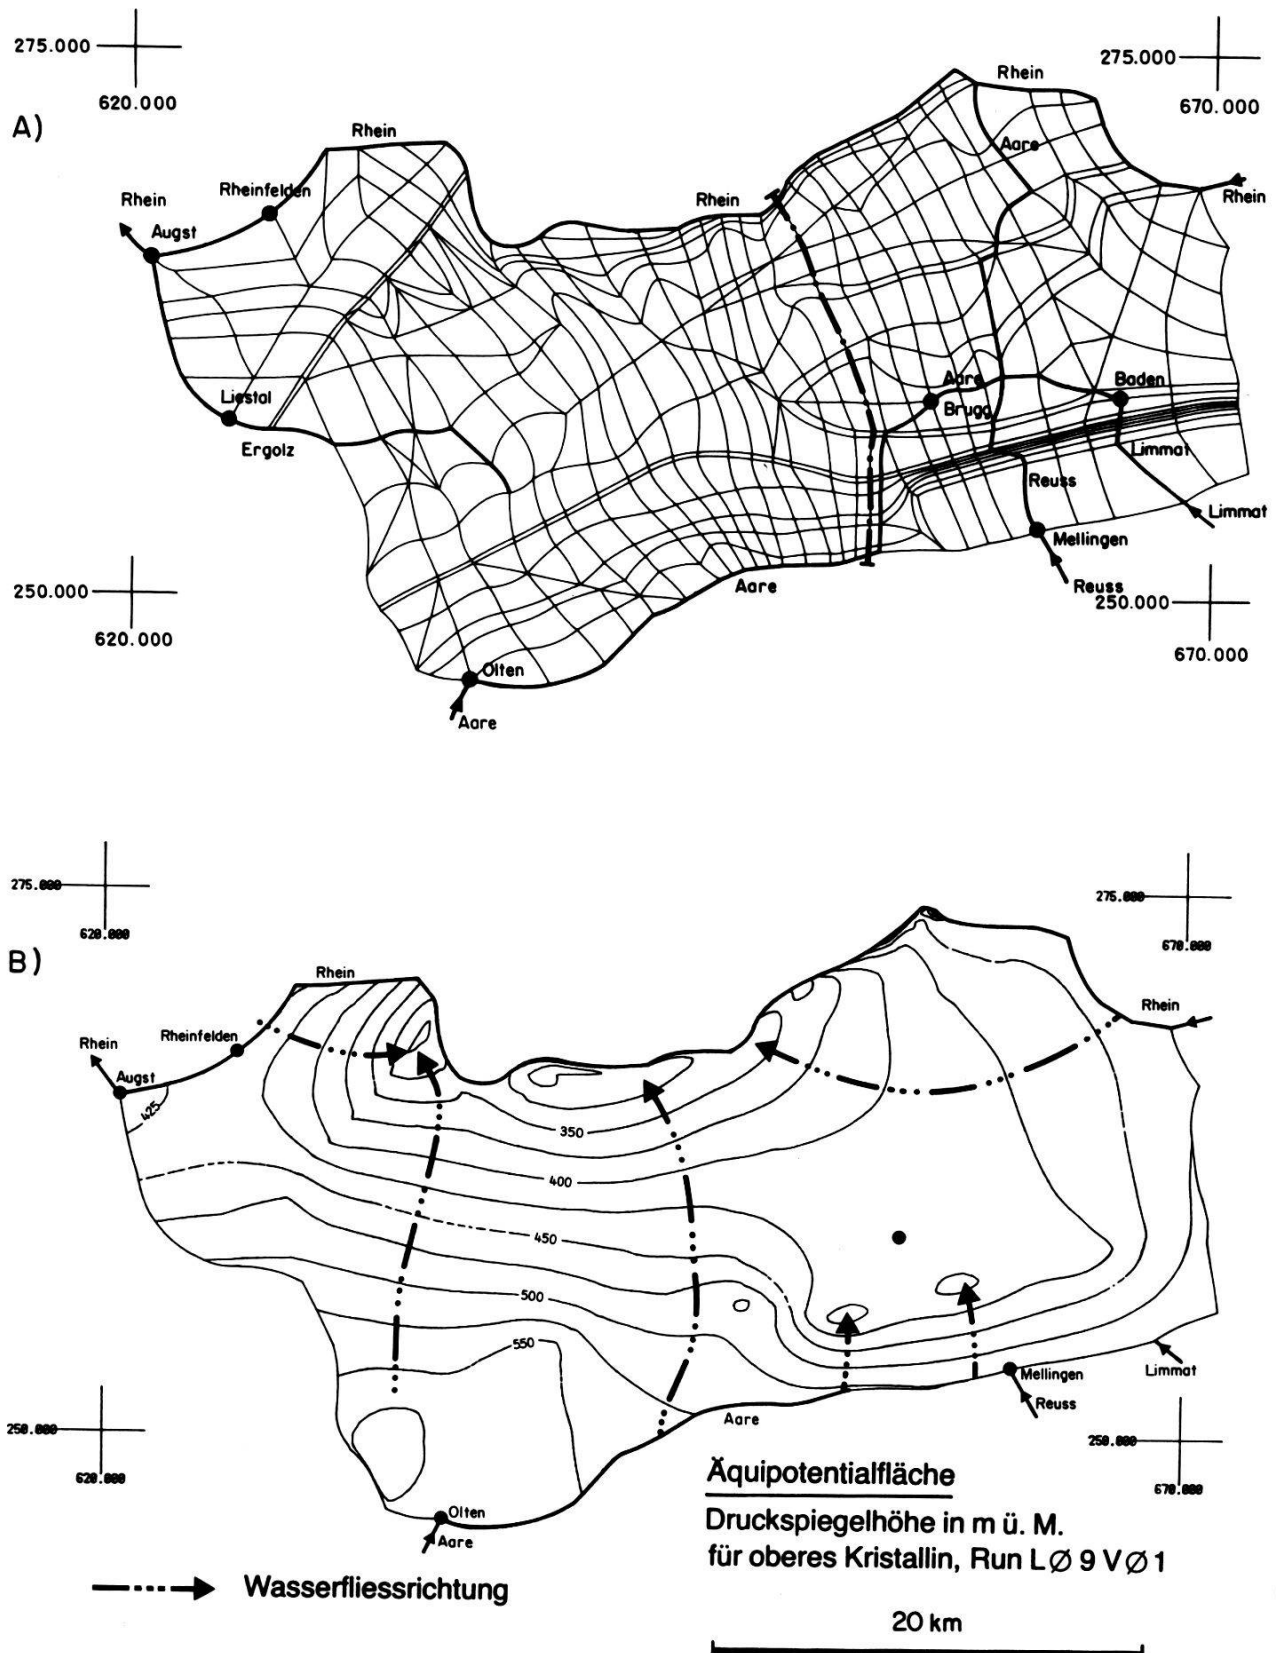 275.000
620.000
275.000
670.000
A)
Rhein
Rhein
Aare
Rheinfelden
Rhein
Augst
Rhein
Rhein
Liestal
Ergolz
Aare
Brugg
Baden
Limmat
Reuss
Limmat
Mellingen
Reuss
Aare
250.000
620.000
250.000
670.000
Olten
Aare
275.000
620.000
275.000
670.000
B)
Rhein
Rheinfelden
Rhein
Augst
Rhein
425
350
400
450
500
550
Mellingen
Reuss
Limmat
Aare
250.000
620.000
250.000
670.000
Olten
Aare
Äquipotentialfläche
Druckspiegelhöhe in m ü. M.
für oberes Kristallin, Run LØ 9 VØ 1
Wasserfliessrichtung
20 km